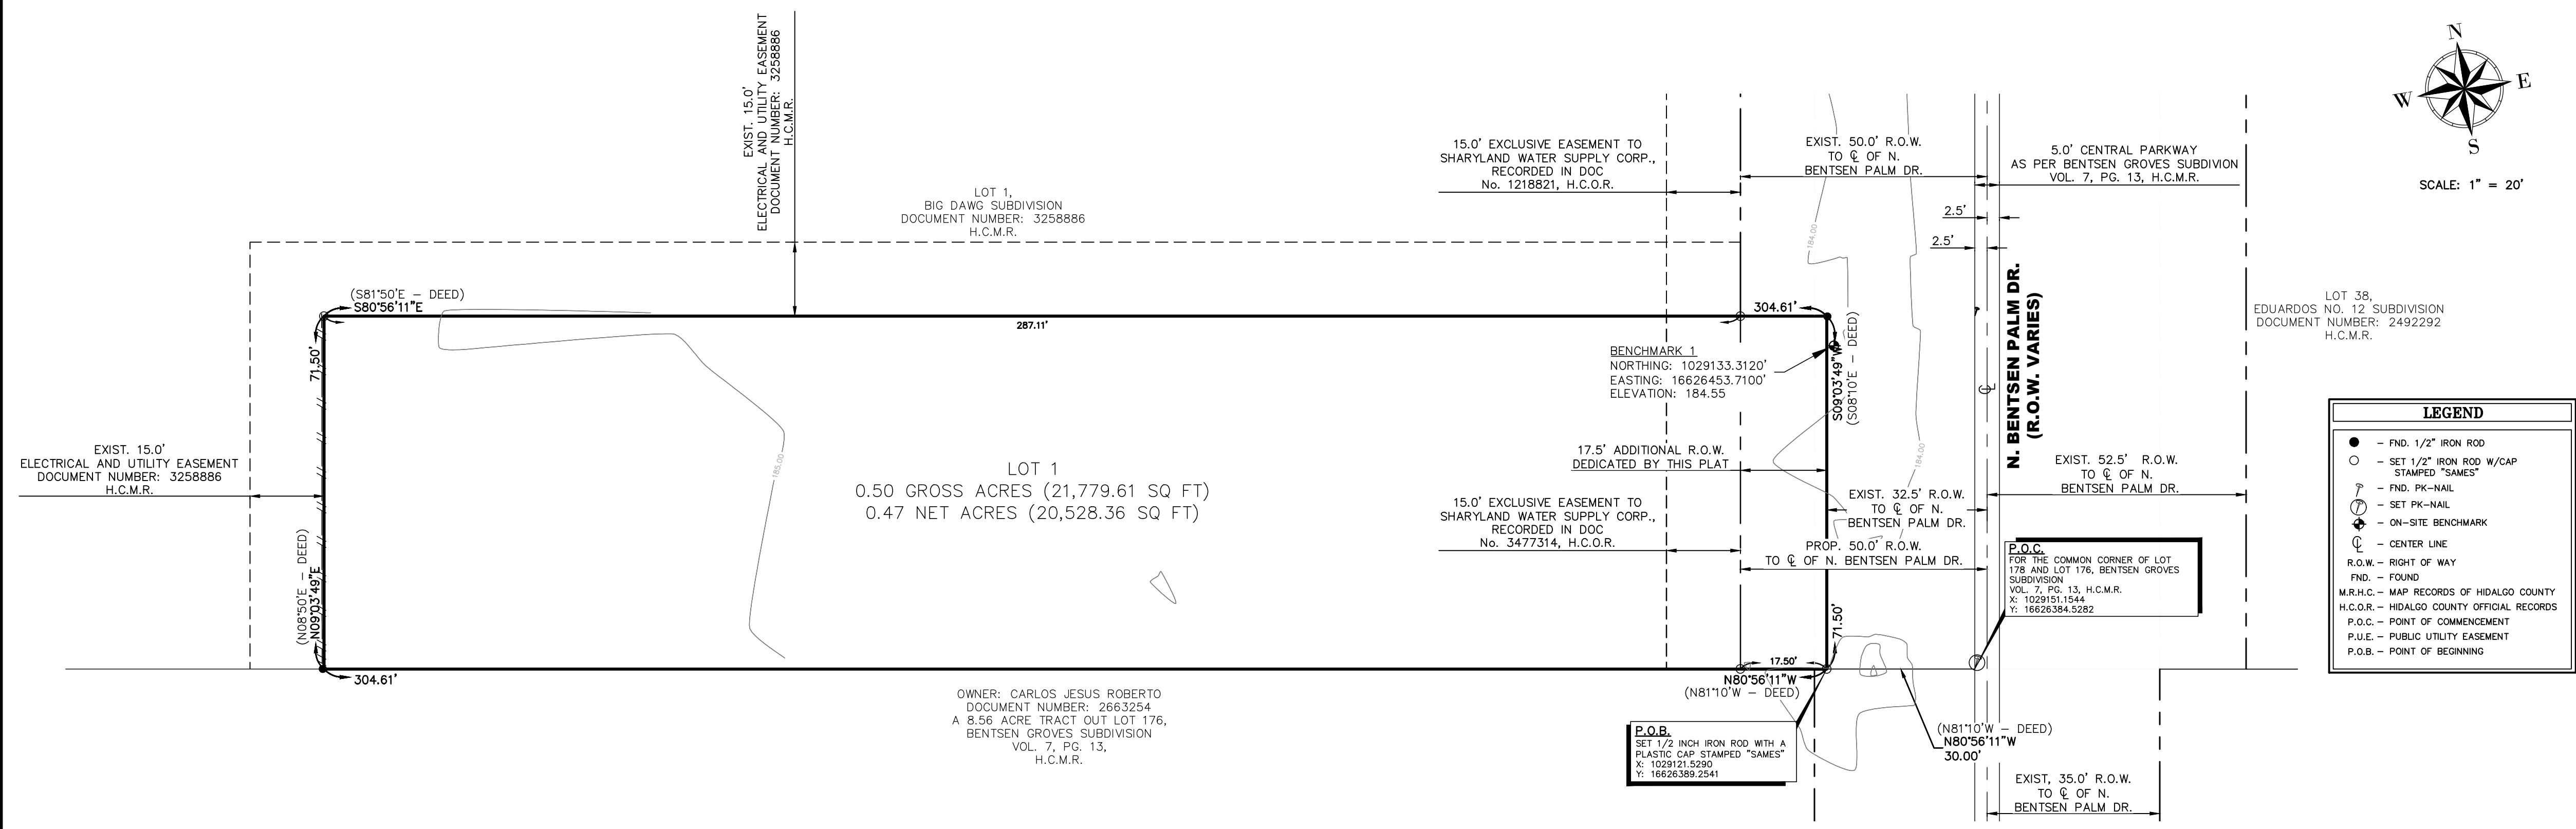 EXIST. 15.0'
ELECTRICAL AND UTILITY EASEMENT
DOCUMENT NUMBER: 3258886
H.C.M.R.
LOT 1,
BIG DAWG SUBDIVISION
DOCUMENT NUMBER: 3258886
H.C.M.R.
15.0' EXCLUSIVE EASEMENT TO
SHARYLAND WATER SUPPLY CORP.,
RECORDED IN DOC
No. 1218821, H.C.O.R.
EXIST. 50.0' R.O.W.
TO ℄ OF N.
BENTSEN PALM DR.
5.0' CENTRAL PARKWAY
AS PER BENTSEN GROVES SUBDIVION
VOL. 7, PG. 13, H.C.M.R.
N
E
W
S
SCALE: 1" = 20'
2.5'
2.5'
184.00
(S81°50'E – DEED)
S80°56'11"E
287.11'
304.61'
71.50'
BENCHMARK 1
NORTHING: 1029133.3120'
EASTING: 16626453.7100'
ELEVATION: 184.55
S09°03'49"W
(S08°10'E – DEED)
℄
N. BENTSEN PALM DR.
(R.O.W. VARIES)
LOT 38,
EDUARDOS NO. 12 SUBDIVISION
DOCUMENT NUMBER: 2492292
H.C.M.R.
EXIST. 15.0'
ELECTRICAL AND UTILITY EASEMENT
DOCUMENT NUMBER: 3258886
H.C.M.R.
185.00
LOT 1
0.50 GROSS ACRES (21,779.61 SQ FT)
0.47 NET ACRES (20,528.36 SQ FT)
17.5' ADDITIONAL R.O.W.
DEDICATED BY THIS PLAT
184.00
15.0' EXCLUSIVE EASEMENT TO
SHARYLAND WATER SUPPLY CORP.,
RECORDED IN DOC
No. 3477314, H.C.O.R.
EXIST. 32.5' R.O.W.
TO ℄ OF N.
BENTSEN PALM DR.
EXIST. 52.5' R.O.W.
TO ℄ OF N.
BENTSEN PALM DR.
PROP. 50.0' R.O.W.
TO ℄ OF N. BENTSEN PALM DR.
P.O.C.
FOR THE COMMON CORNER OF LOT
178 AND LOT 176, BENTSEN GROVES
SUBDIVISION
VOL. 7, PG. 13, H.C.M.R.
X: 1029151.1544
Y: 16626384.5282
(N08°50'E – DEED)
N09°03'49"E
71.50'
304.61'
17.50'
N80°56'11"W
(N81°10'W – DEED)
OWNER: CARLOS JESUS ROBERTO
DOCUMENT NUMBER: 2663254
A 8.56 ACRE TRACT OUT LOT 176,
BENTSEN GROVES SUBDIVISION
VOL. 7, PG. 13,
H.C.M.R.
P.O.B.
SET 1/2 INCH IRON ROD WITH A
PLASTIC CAP STAMPED "SAMES"
X: 1029121.5290
Y: 16626389.2541
(N81°10'W – DEED)
N80°56'11"W
30.00'
EXIST, 35.0' R.O.W.
TO ℄ OF N.
BENTSEN PALM DR.
LEGEND
– FND. 1/2" IRON ROD
– SET 1/2" IRON ROD W/CAP
STAMPED "SAMES"
– FND. PK–NAIL
– SET PK–NAIL
– ON–SITE BENCHMARK
℄ – CENTER LINE
R.O.W. – RIGHT OF WAY
FND. – FOUND
M.R.H.C. – MAP RECORDS OF HIDALGO COUNTY
H.C.O.R. – HIDALGO COUNTY OFFICIAL RECORDS
P.O.C. – POINT OF COMMENCEMENT
P.U.E. – PUBLIC UTILITY EASEMENT
P.O.B. – POINT OF BEGINNING